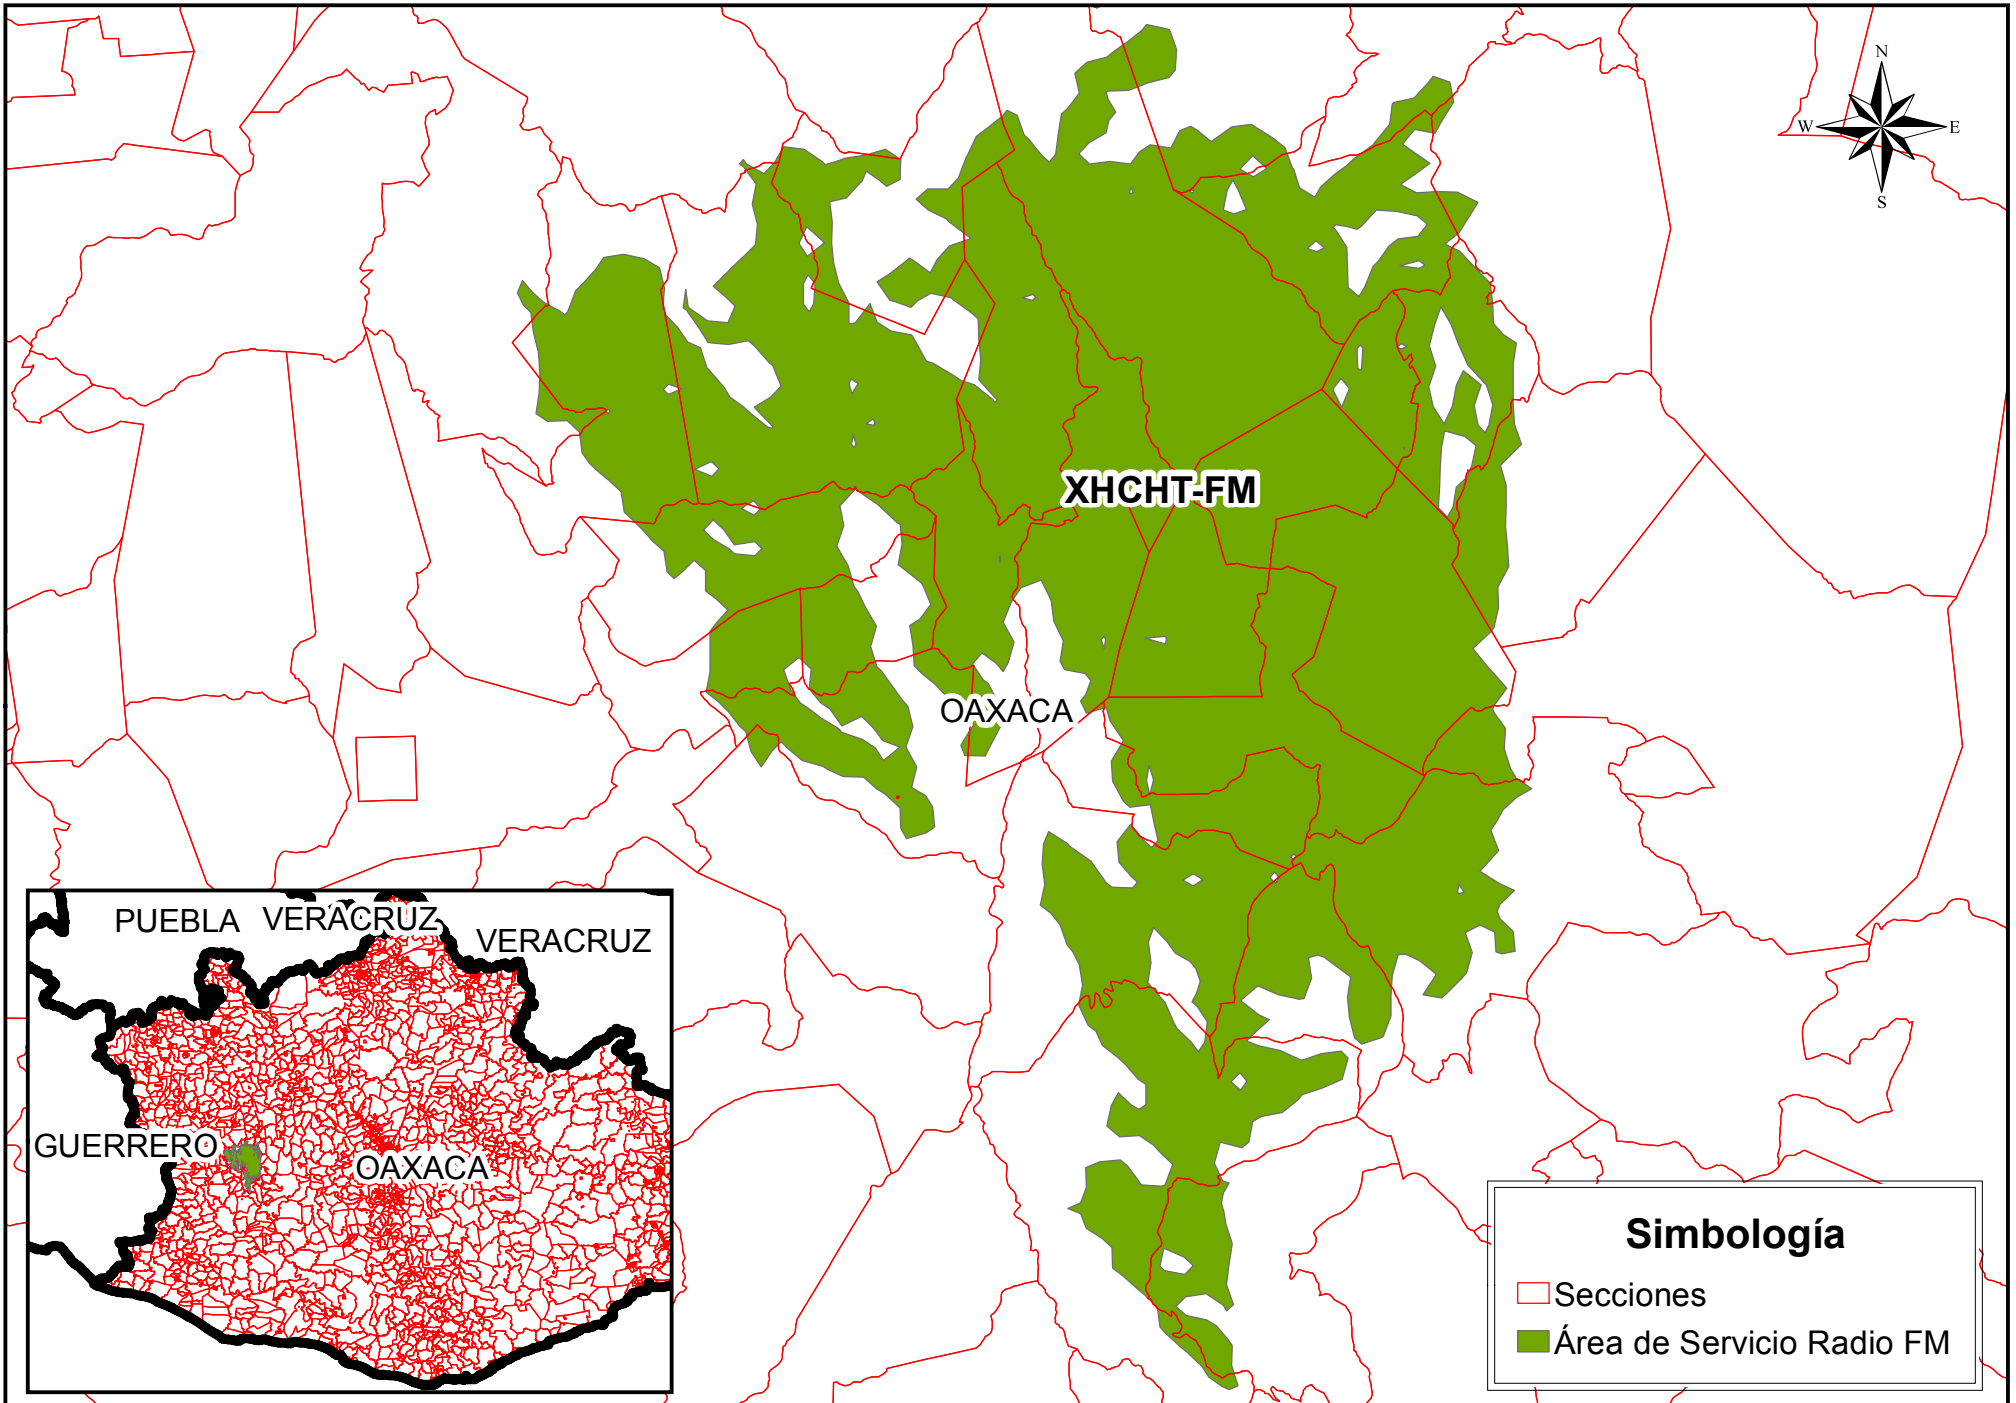 N
W E
S
XHCHT-FM
OAXACA
PUEBLA VERACRUZ VERACRUZ
GUERRERO
OAXACA
Simbología
Secciones
Área de Servicio Radio FM